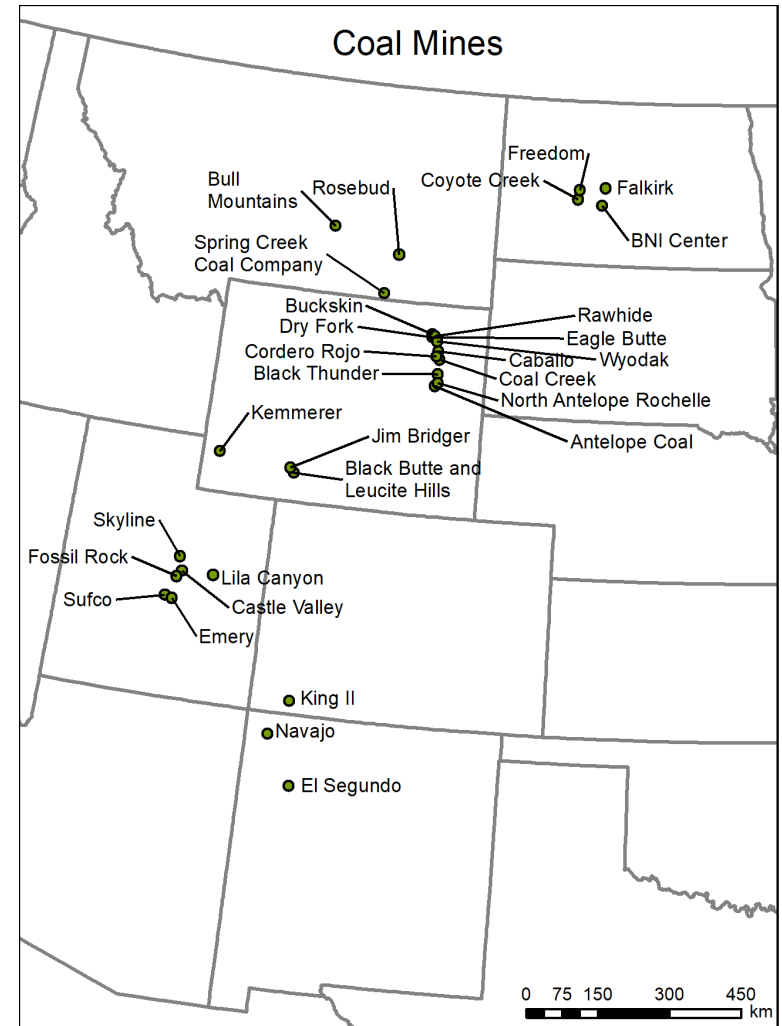 Coal Mines
Freedom
Coyote Creek
Falkirk
BNI Center
Bull
Mountains
Rosebud
Spring Creek
Coal Company
Buckskin
Rawhide
Dry Fork
Eagle Butte
Cordero Rojo
Caballo
Wyodak
Black Thunder
Coal Creek
North Antelope Rochelle
Kemmerer
Jim Bridger
Antelope Coal
Black Butte and
Leucite Hills
Skyline
Fossil Rock
Lila Canyon
Sufco
Castle Valley
Emery
King II
Navajo
El Segundo
0 75 150 300 450
km